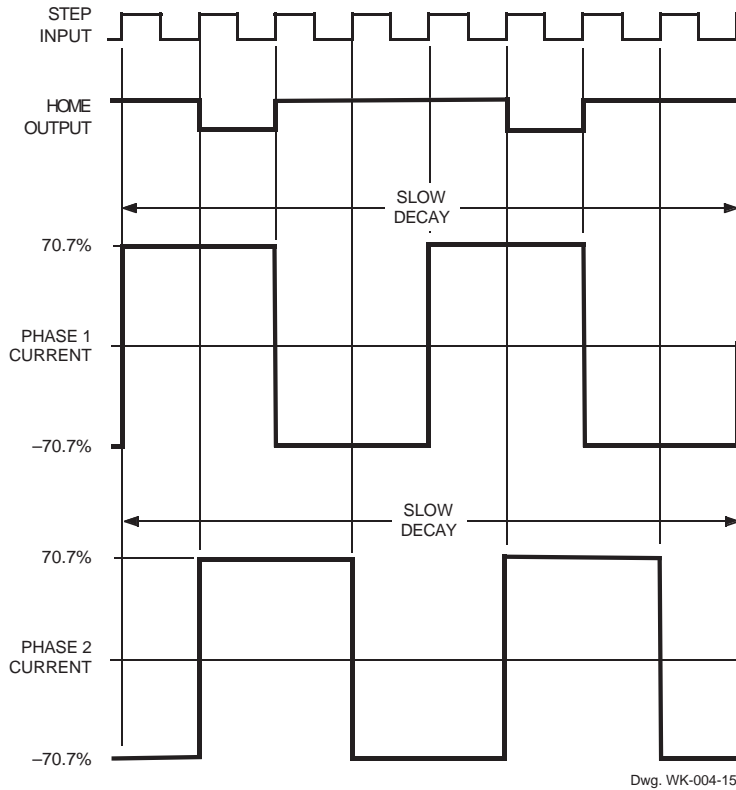 STEP
INPUT
HOME
OUTPUT
SLOW
DECAY
70.7%
PHASE 1
CURRENT
–70.7%
SLOW
DECAY
70.7%
PHASE 2
CURRENT
–70.7%
Dwg. WK-004-15